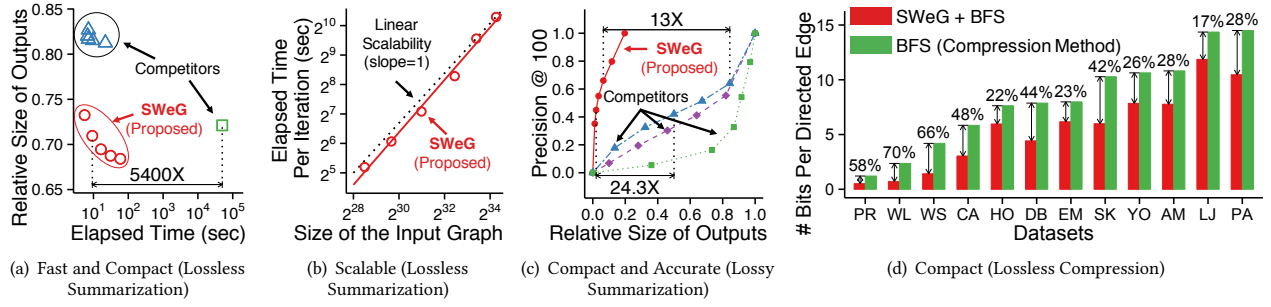 Relative Size of Outputs
0.85
0.80
0.75
0.70
0.65
Competitors
SWeG
(Proposed)
5400X
10^1 10^2 10^3 10^4 10^5
Elapsed Time (sec)
(a) Fast and Compact (Lossless
Summarization)
Elapsed Time
Per Iteration (sec)
2^10
2^9
2^8
2^7
2^6
2^5
Linear
Scalability
(slope=1)
SWeG
(Proposed)
2^28 2^30 2^32 2^34
Size of the Input Graph
(b) Scalable (Lossless
Summarization)
Precision @ 100
1.00
0.75
0.50
0.25
0.00
13X
SWeG
(Proposed)
Competitors
24.3X
0.0 0.2 0.4 0.6 0.8 1.0
Relative Size of Outputs
(c) Compact and Accurate (Lossy
Summarization)
# Bits Per Directed Edge
15
10
5
0
SWeG + BFS
BFS (Compression Method)
58% 70% 66% 48% 22% 44% 23% 42% 26% 28% 17% 28%
PR WL WS CA HO DB EM SK YO AM LJ PA
Datasets
(d) Compact (Lossless Compression)